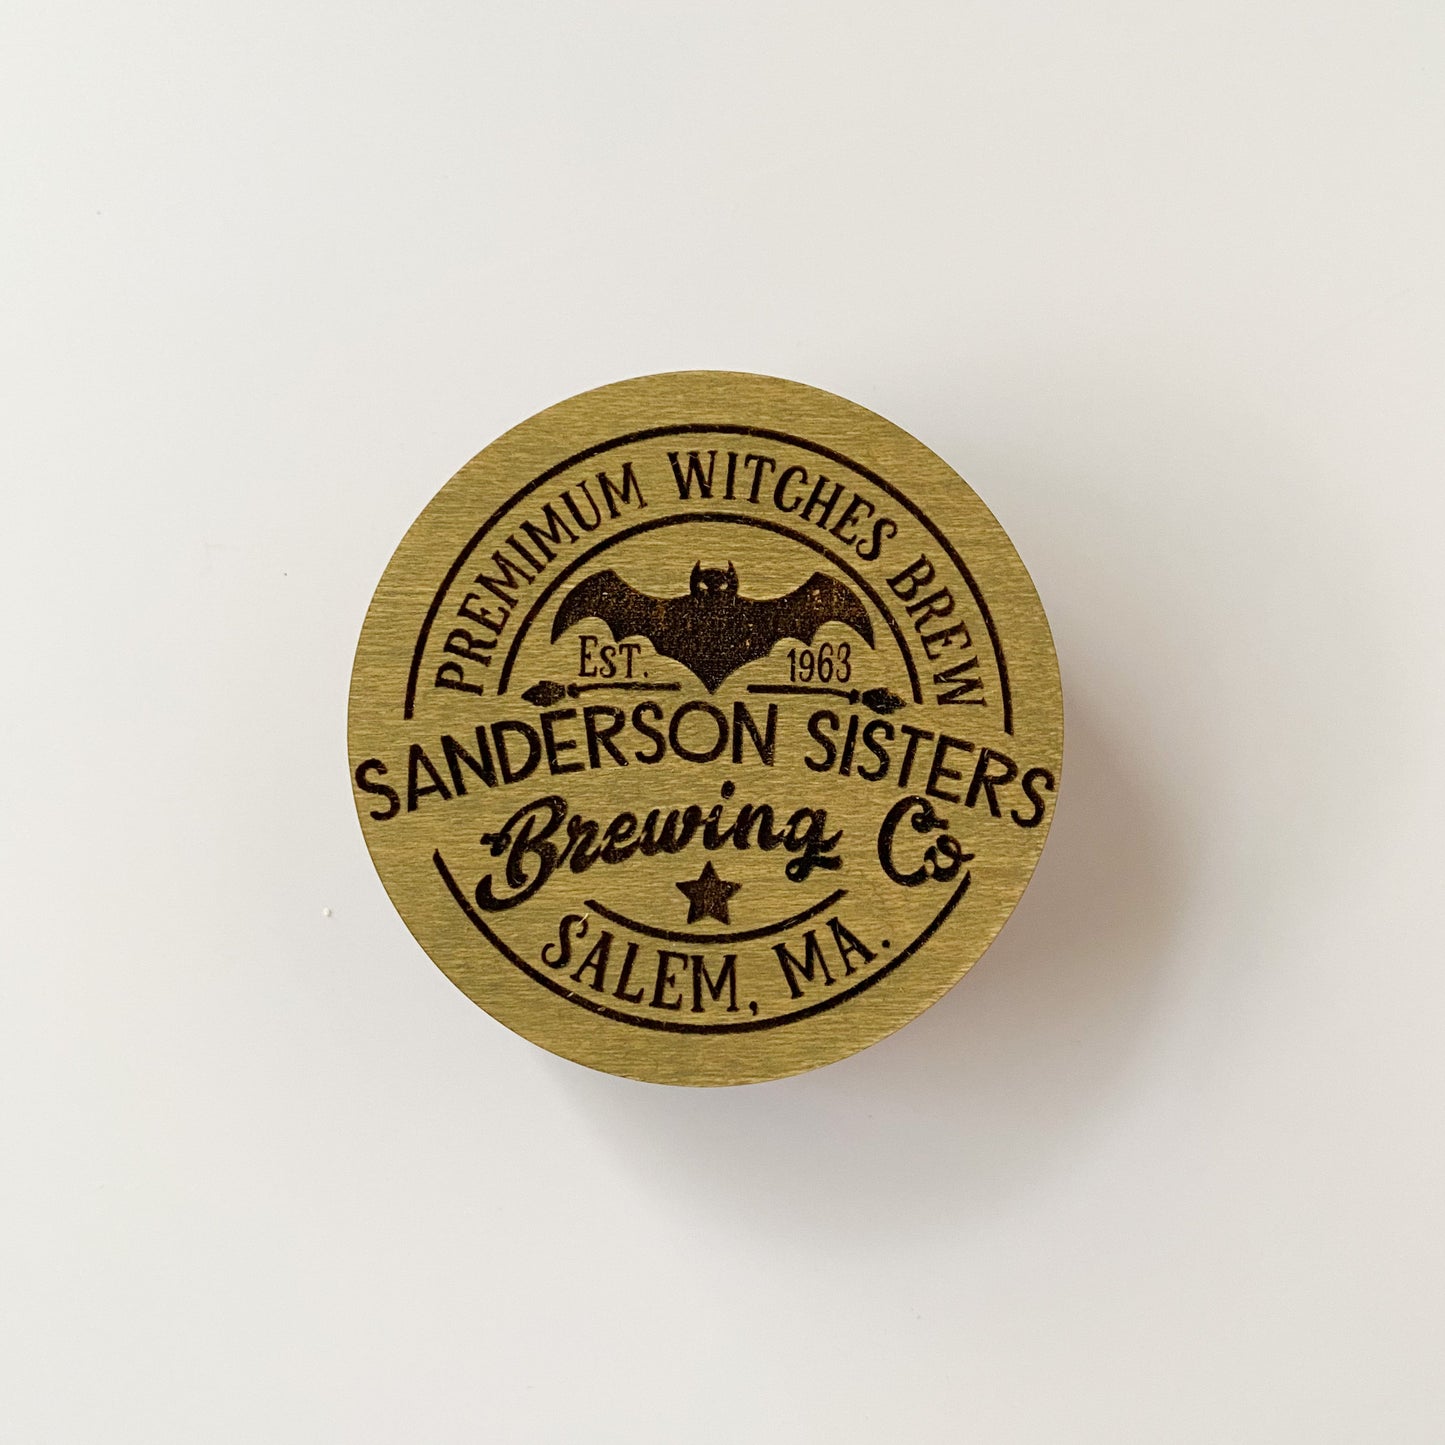 PREMIMUM WITCHES BREW
EST. 1963
SANDERSON SISTERS
Brewing Co
SALEM, MA.